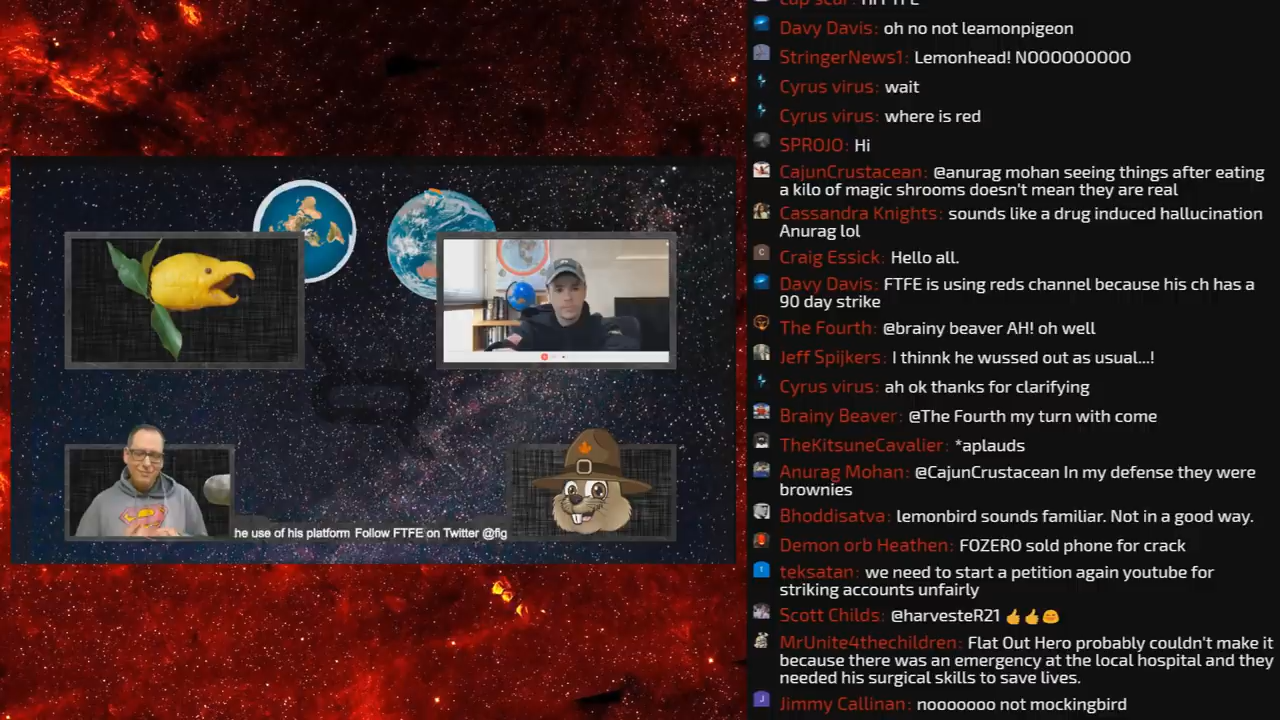 Davy Davis: oh no not leamonpigeon
StringerNews1: Lemonhead! NOOOOOOOOO
Cyrus virus: wait
Cyrus virus: where is red
SPROJO: Hi
CajunCrustacean: @anurag mohan seeing things after eating
a kilo of magic shrooms doesn't mean they are real
Cassandra Knights: sounds like a drug induced hallucination
Anurag lol
Craig Essick: Hello all.
Davy Davis: FTFE is using reds channel because his ch has a
90 day strike
The Fourth: @brainy beaver AH! oh well
Jeff Spijkers: I thinnk he wussed out as usual...!
Cyrus virus: ah ok thanks for clarifying
Brainy Beaver: @The Fourth my turn with come
TheKitsuneCavalier: *aplauds
Anurag Mohan: @CajunCrustacean In my defense they were
brownies
Bhoddisatva: lemonbird sounds familiar. Not in a good way.
Demon orb Heathen: FOZERO sold phone for crack
teksatan: we need to start a petition again youtube for
striking accounts unfairly
Scott Childs: @harvesteR21 👍👍😊
MrUnite4thechildren: Flat Out Hero probably couldn't make it
because there was an emergency at the local hospital and they
needed his surgical skills to save lives.
Jimmy Callinan: nooooooo not mockingbird
he use of his platform Follow FTFE on Twitter @fig